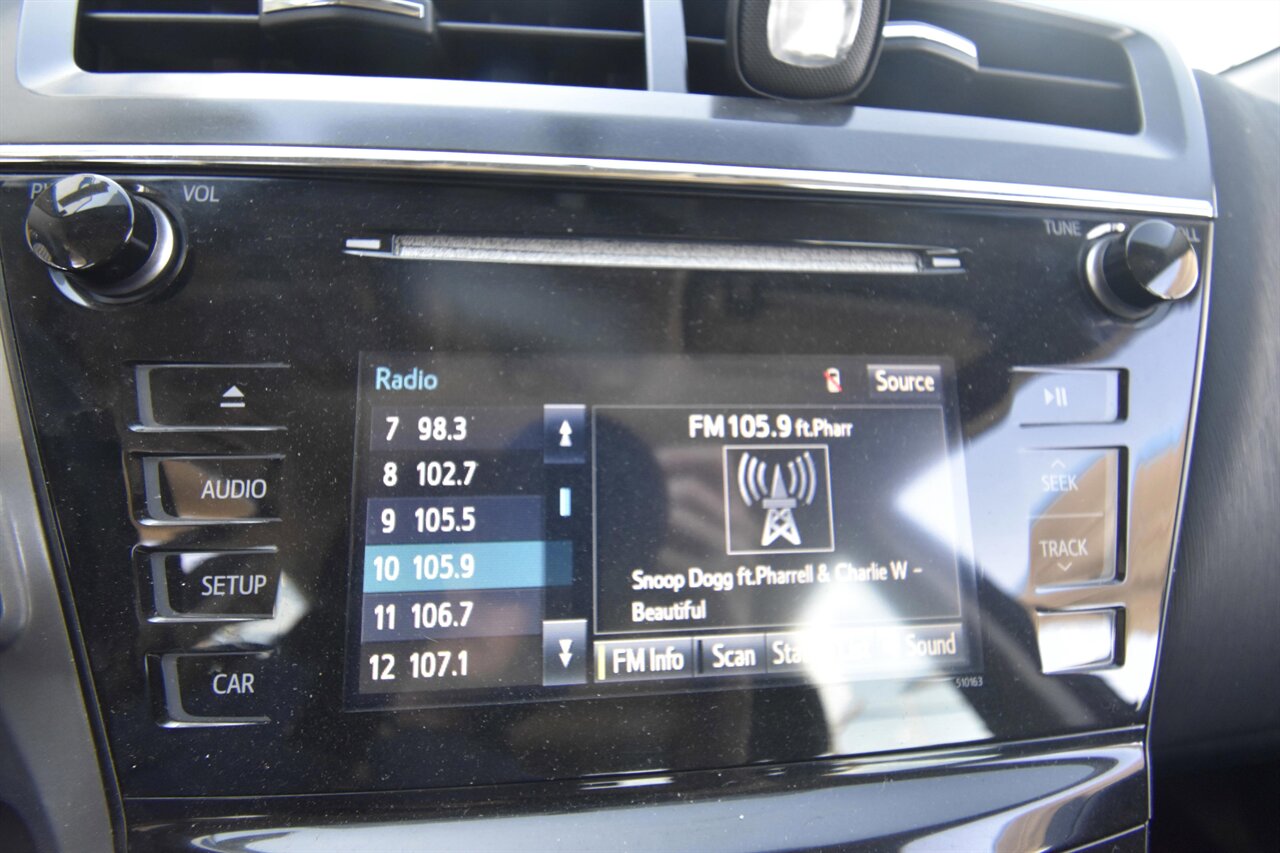 VOL
TUNE
AUDIO
SETUP
CAR
Radio
Source
7 98.3
8 102.7
9 105.5
10 105.9
11 106.7
12 107.1
FM 105.9 ft.Pharr
Snoop Dogg ft.Pharrell & Charlie W -
Beautiful
FM Info
Scan
Sound
510163
SEEK
TRACK